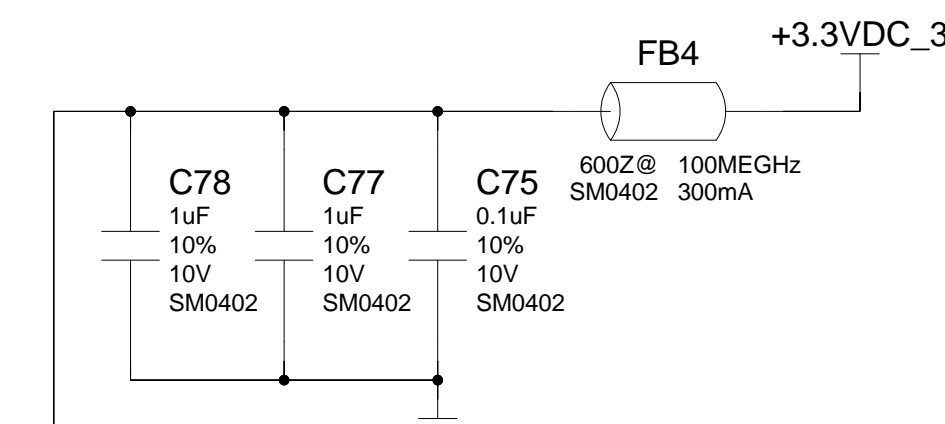 +3.3VDC_3
FB4
600Z@ 100MEGHz
SM0402 300mA
C78
1uF
10%
10V
SM0402
C77
1uF
10%
10V
SM0402
C75
0.1uF
10%
10V
SM0402